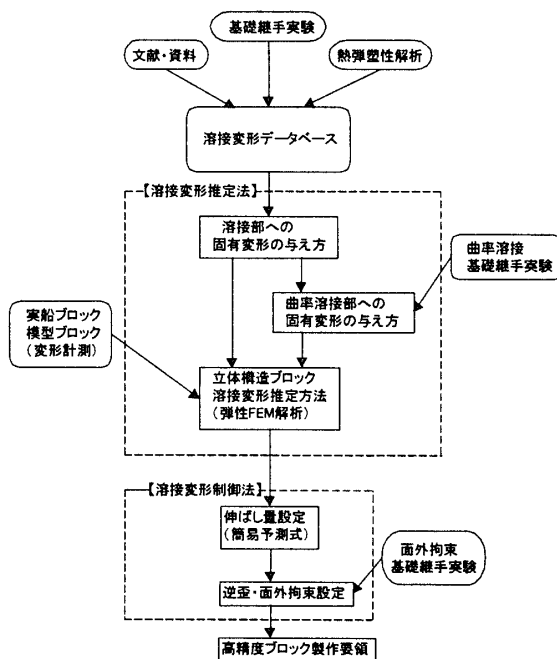 基礎継手実験
文献・資料
熱弾塑性解析
溶接変形データベース
【溶接変形推定法】
溶接部への
固有変形の与え方
曲率溶接
基礎継手実験
曲率溶接部への
固有変形の与え方
実船ブロック
模型ブロック
(変形計測)
立体構造ブロック
溶接変形推定方法
(弾性FEM解析)
【溶接変形制御法】
伸ばし量設定
(簡易予測式)
面外拘束
基礎継手実験
逆歪・面外拘束設定
高精度ブロック製作要領